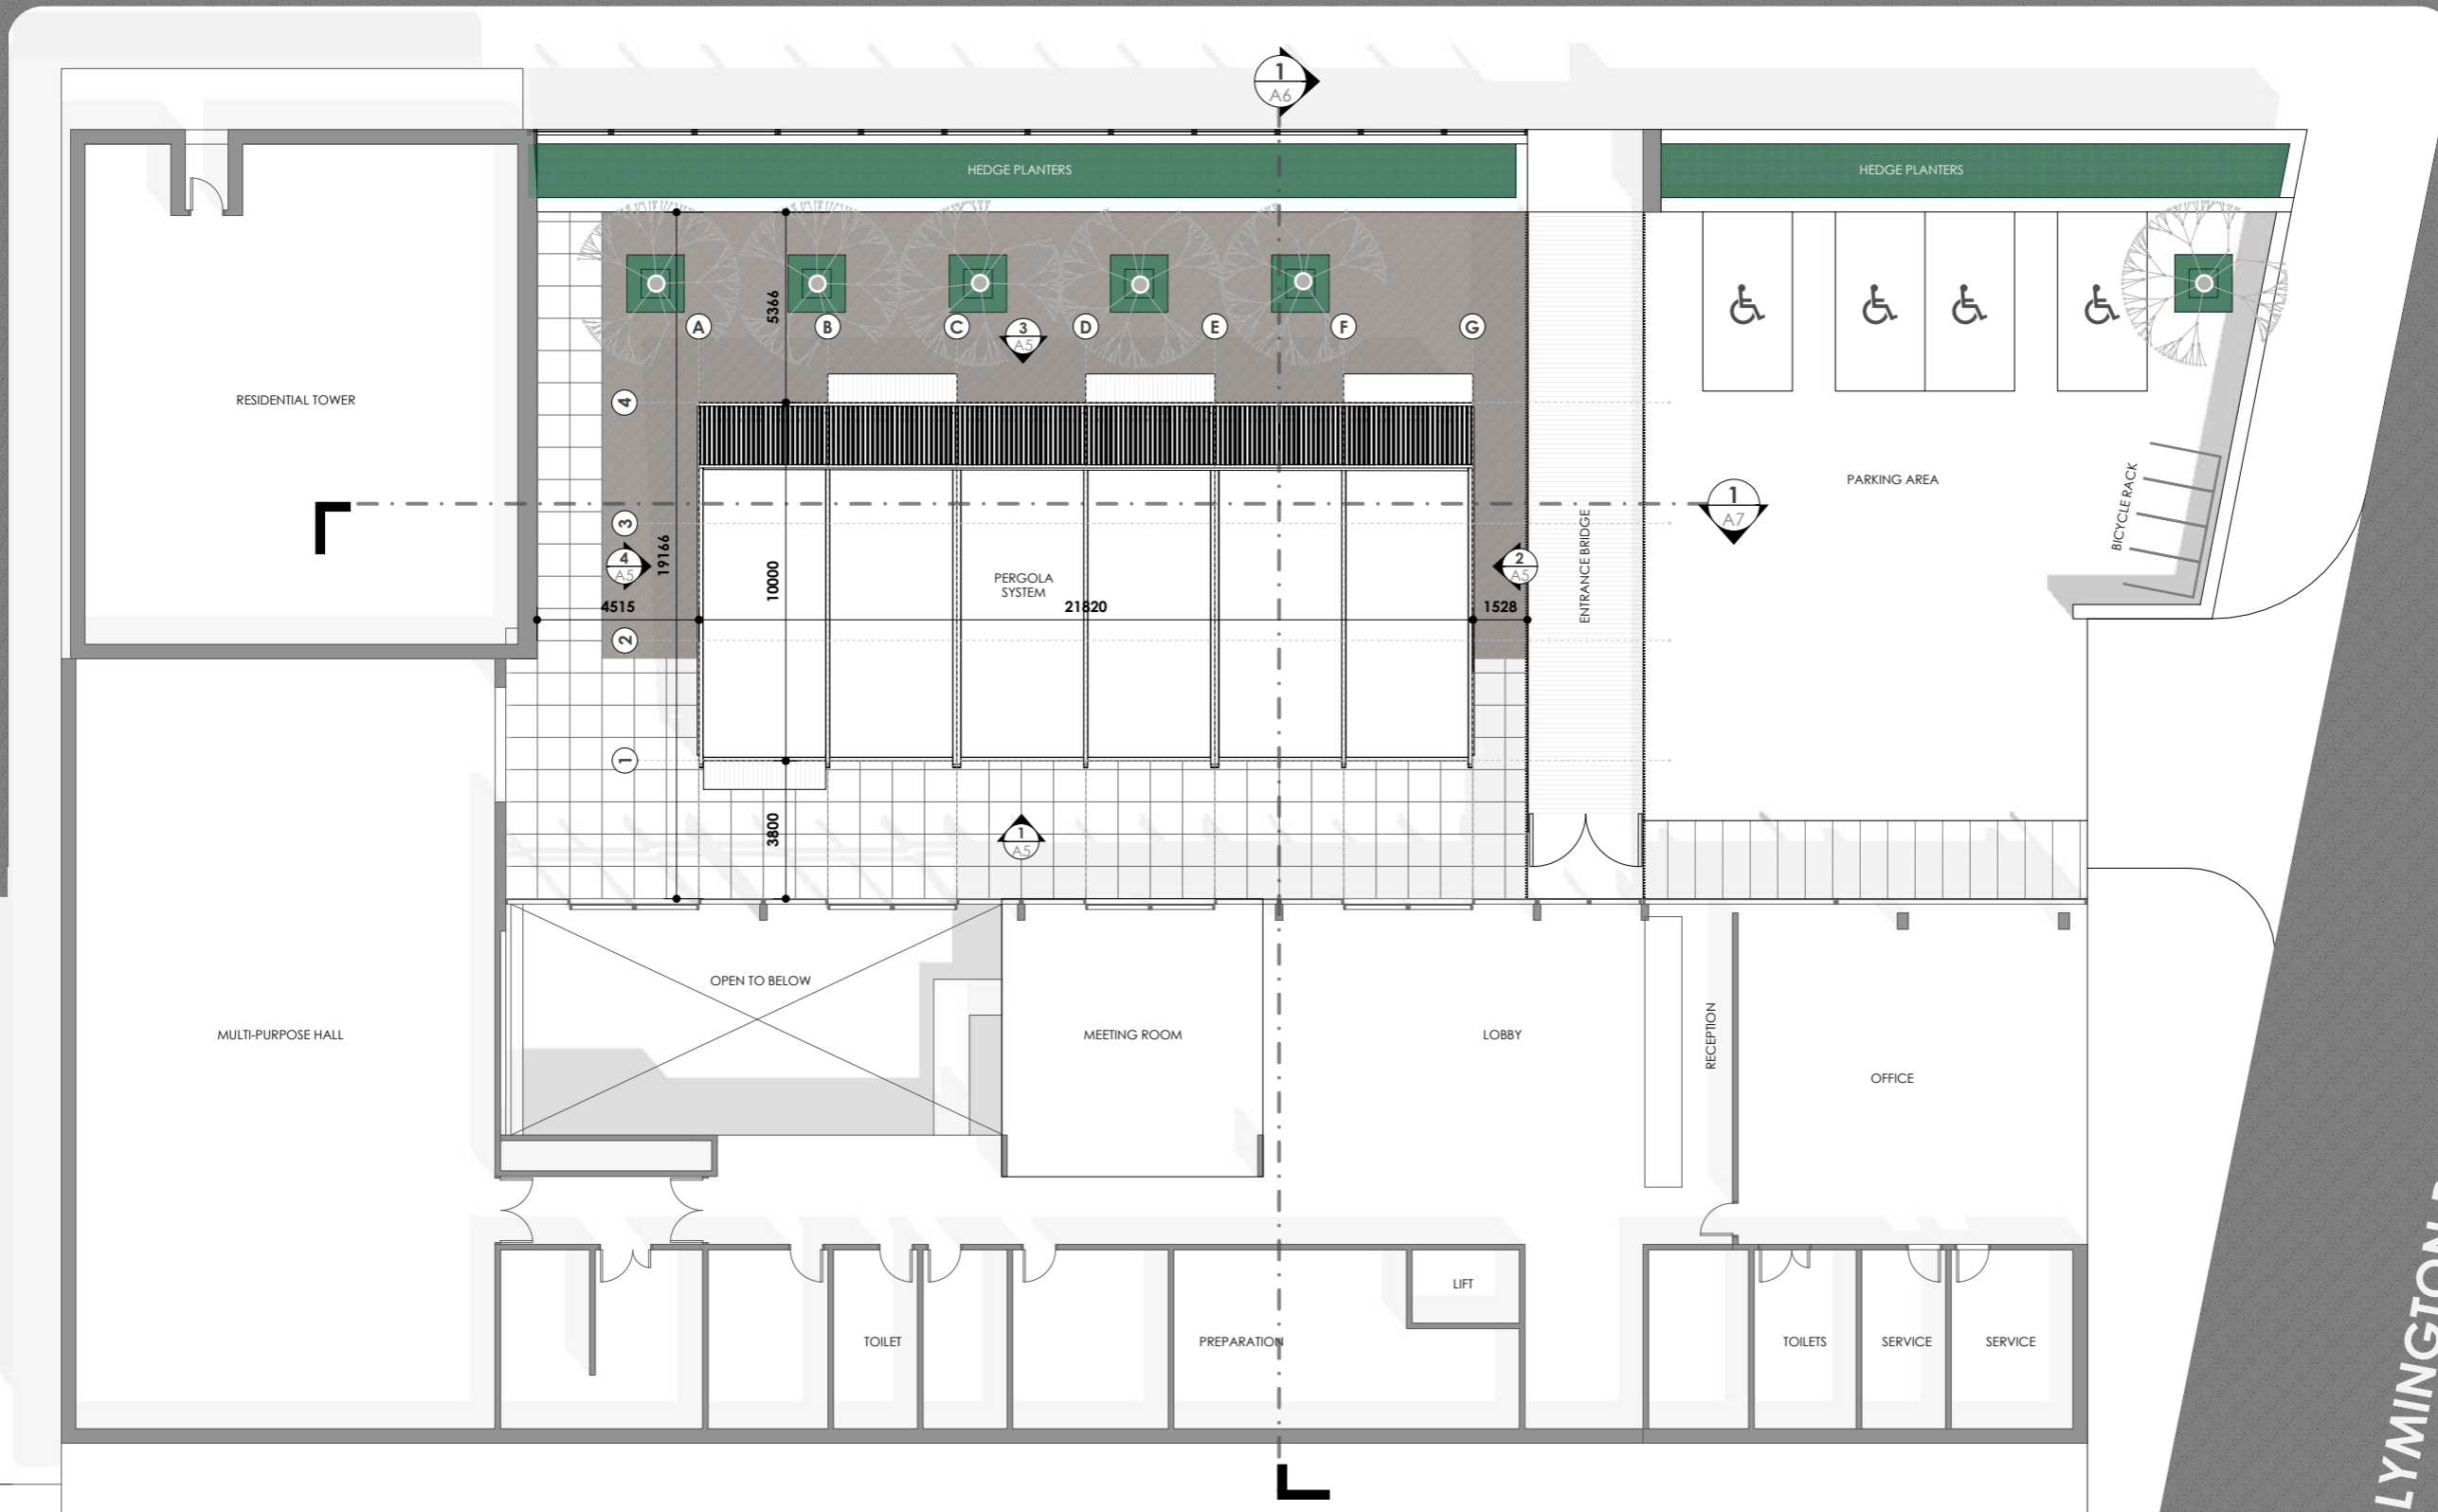 1
A6
HEDGE PLANTERS
HEDGE PLANTERS
5366
A
B
C
3
A5
D
E
F
G
RESIDENTIAL TOWER
4
PARKING AREA
BICYCLE RACK
1
A7
3
4
A5
19166
10000
PERGOLA
SYSTEM
2
A5
ENTRANCE BRIDGE
4515
21820
1528
2
1
3800
1
A5
OPEN TO BELOW
MULTI-PURPOSE HALL
MEETING ROOM
LOBBY
RECEPTION
OFFICE
LIFT
TOILET
PREPARATION
TOILETS
SERVICE
SERVICE
LYMINGTON